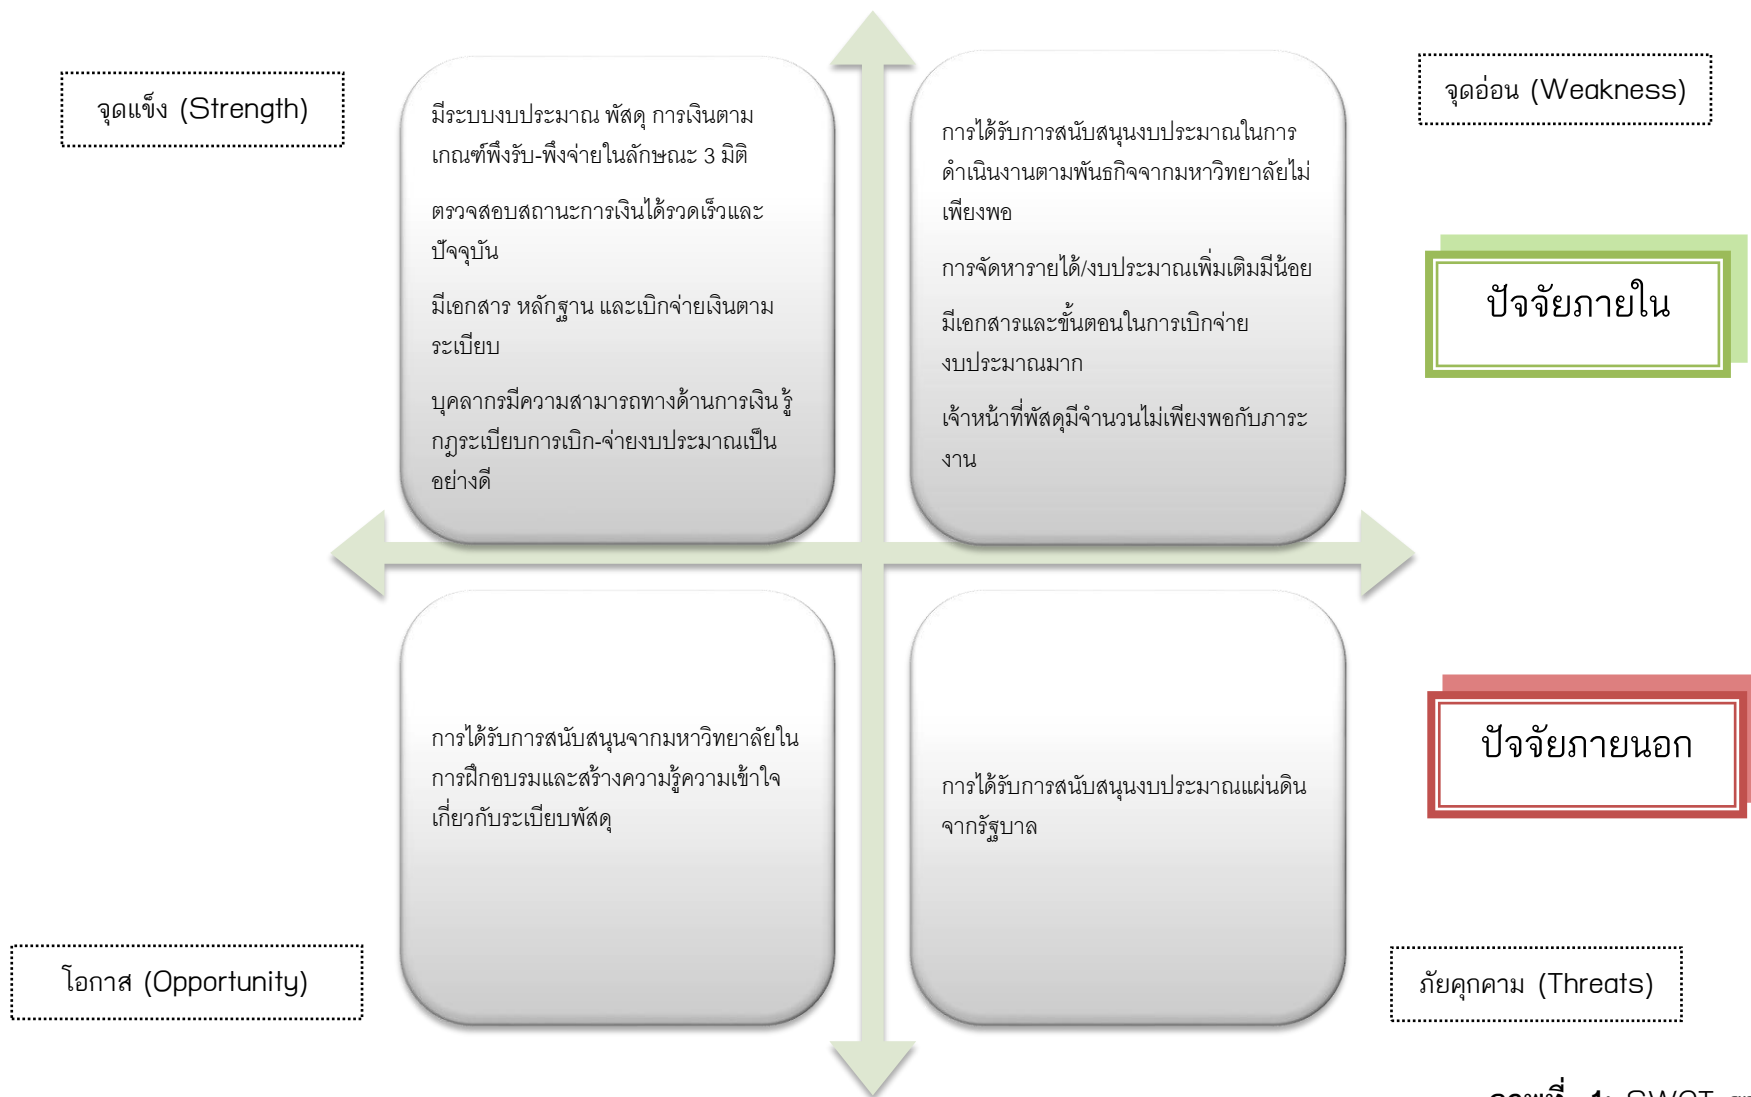 จุดแข็ง (Strength)
มีระบบงบประมาณ พัสดุ การเงินตาม
เกณฑ์พึงรับ-พึงจ่ายในลักษณะ 3 มิติ
ตรวจสอบสถานะการเงินได้รวดเร็วและ
ปัจจุบัน
มีเอกสาร หลักฐาน และเบิกจ่ายเงินตาม
ระเบียบ
บุคลากรมีความสามารถทางด้านการเงิน รู้
กฎระเบียบการเบิก-จ่ายงบประมาณเป็น
อย่างดี
จุดอ่อน (Weakness)
การได้รับการสนับสนุนงบประมาณในการ
ดำเนินงานตามพันธกิจจากมหาวิทยาลัยไม่
เพียงพอ
การจัดหารายได้/งบประมาณเพิ่มเติมมีน้อย
มีเอกสารและขั้นตอนในการเบิกจ่าย
งบประมาณมาก
เจ้าหน้าที่พัสดุมีจำนวนไม่เพียงพอกับภาระ
งาน
ปัจจัยภายใน
การได้รับการสนับสนุนจากมหาวิทยาลัยใน
การฝึกอบรมและสร้างความรู้ความเข้าใจ
เกี่ยวกับระเบียบพัสดุ
โอกาส (Opportunity)
การได้รับการสนับสนุนงบประมาณแผ่นดิน
จากรัฐบาล
ปัจจัยภายนอก
ภัยคุกคาม (Threats)